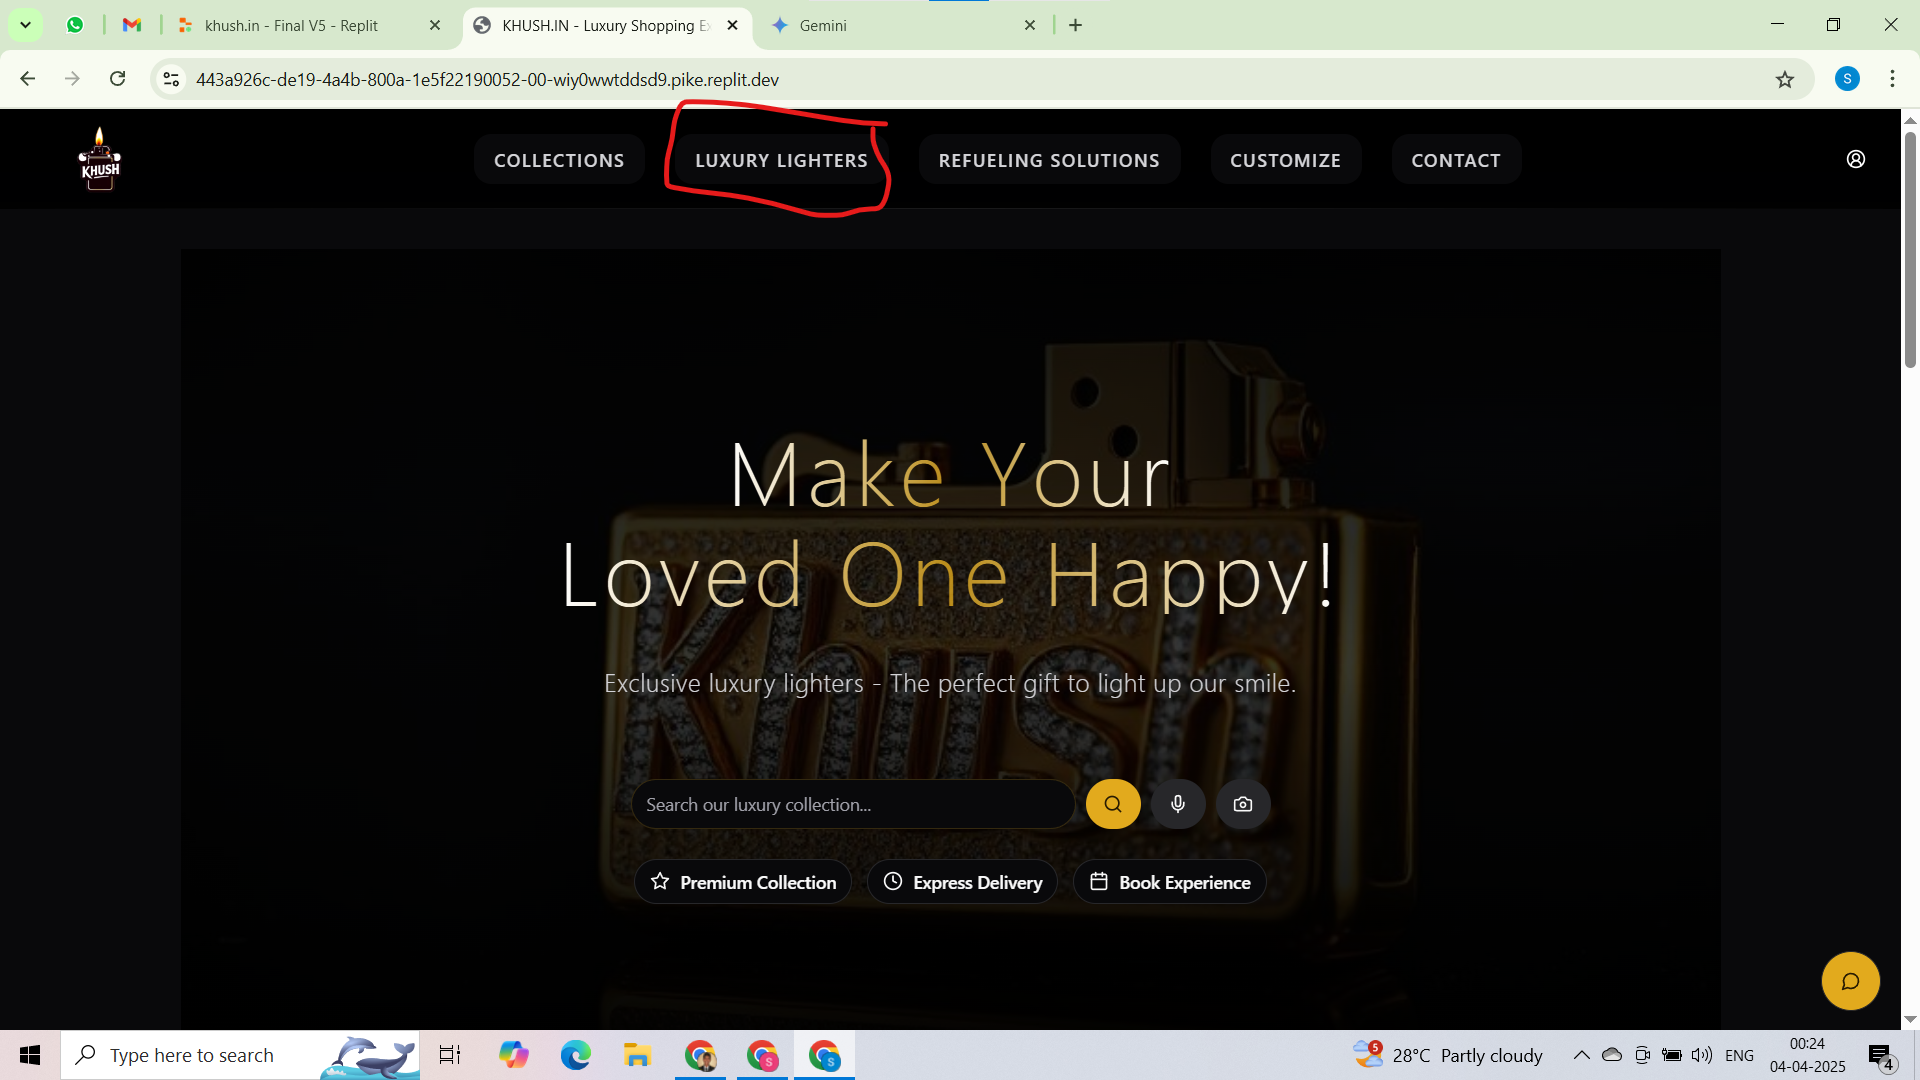 khush.in - Final V5 - Replit
KHUSH.IN - Luxury Shopping E
Gemini
443a926c-de19-4a4b-800a-1e5f22190052-00-wiy0wwtddsd9.pike.replit.dev
S
KHUSH
COLLECTIONS
LUXURY LIGHTERS
REFUELING SOLUTIONS
CUSTOMIZE
CONTACT
Make Your
Loved One Happy!
Khush
Exclusive luxury lighters - The perfect gift to light up our smile.
Search our luxury collection...
Premium Collection
Express Delivery
Book Experience
Type here to search
S
S
5
28°C Partly cloudy
ENG
00:24
04-04-2025
4